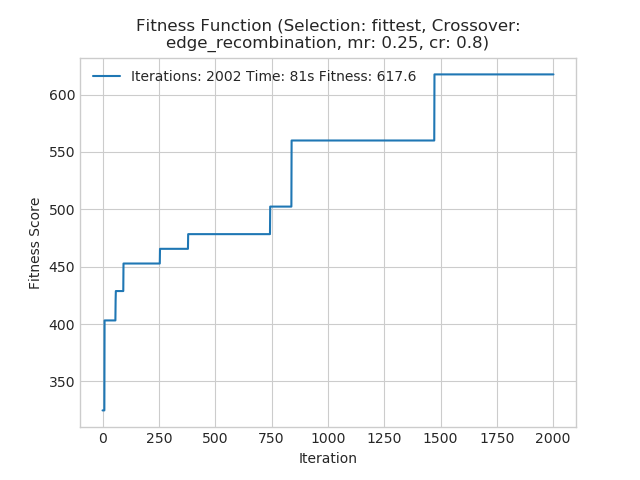 Fitness Function (Selection: fittest, Crossover:
edge_recombination, mr: 0.25, cr: 0.8)
Iterations: 2002 Time: 81s Fitness: 617.6
Fitness Score
600
550
500
450
400
350
0 250 500 750 1000 1250 1500 1750 2000
Iteration